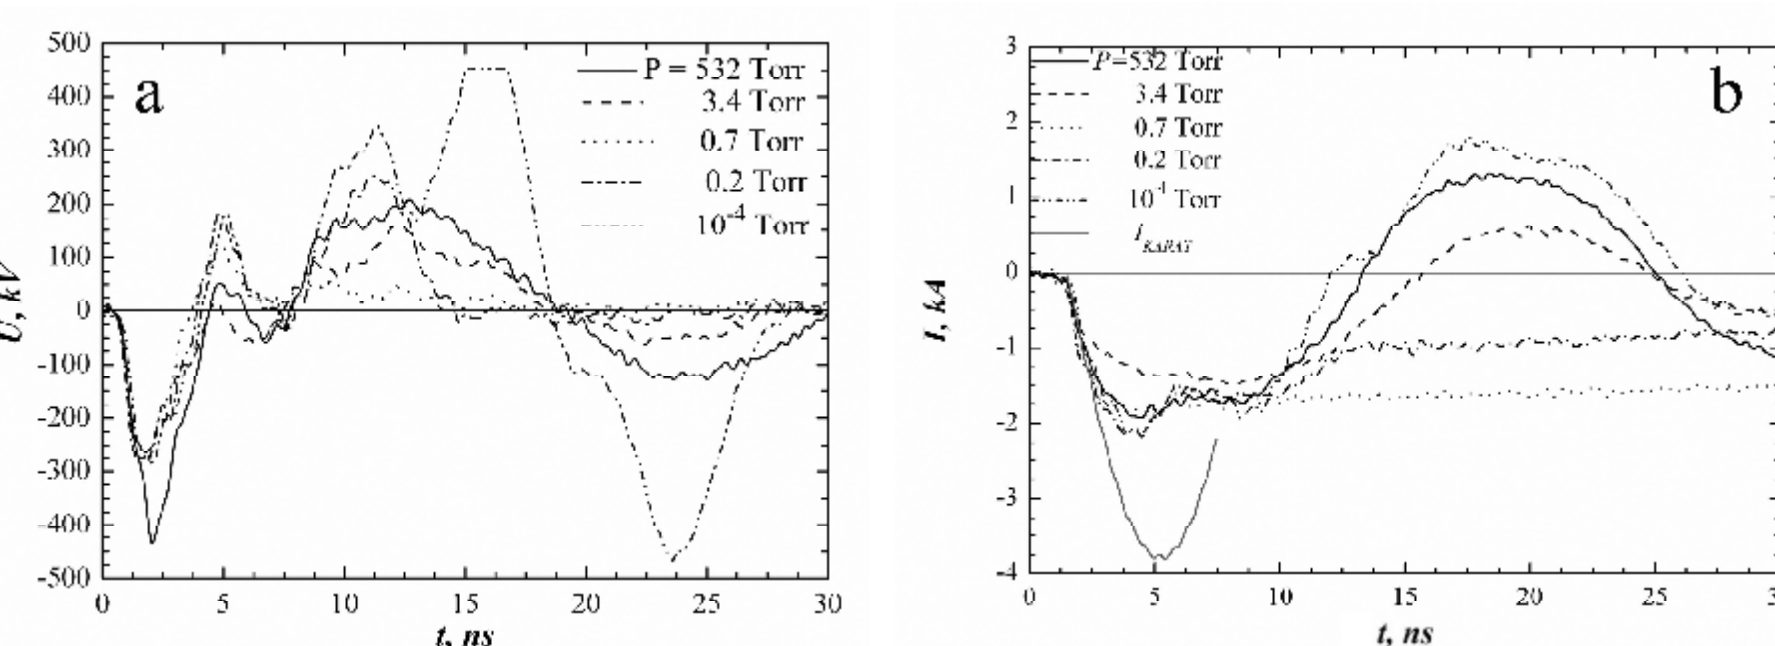 a
P = 532 Torr
3.4 Torr
0.7 Torr
0.2 Torr
10⁻⁴ Torr
500
400
300
200
100
0
-100
-200
-300
-400
-500
U, kV
0 5 10 15 20 25 30
t, ns
b
P=532 Torr
3.4 Torr
0.7 Torr
0.2 Torr
Torr
I_KARAT
3
2
1
0
-1
-2
-3
-4
I, kA
0 5 10 15 20 25
t, ns